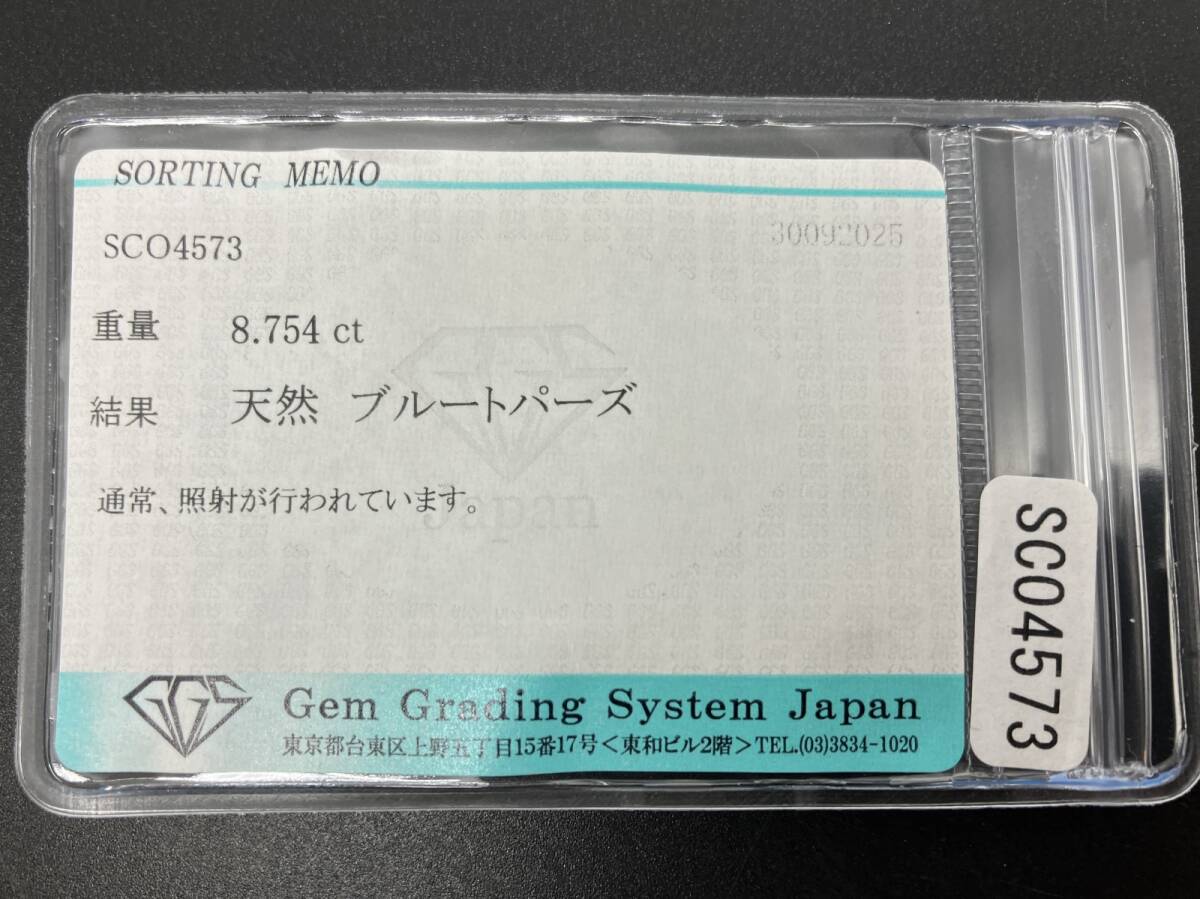 SORTING MEMO
SCO4573
30092025
重量 8.754 ct
結果 天然 ブルートパーズ
通常、照射が行われています。
GGS
Japan
GGS Gem Grading System Japan
東京都台東区上野五丁目15番17号＜東和ビル2階＞TEL.(03)3834-1020
SCO4573